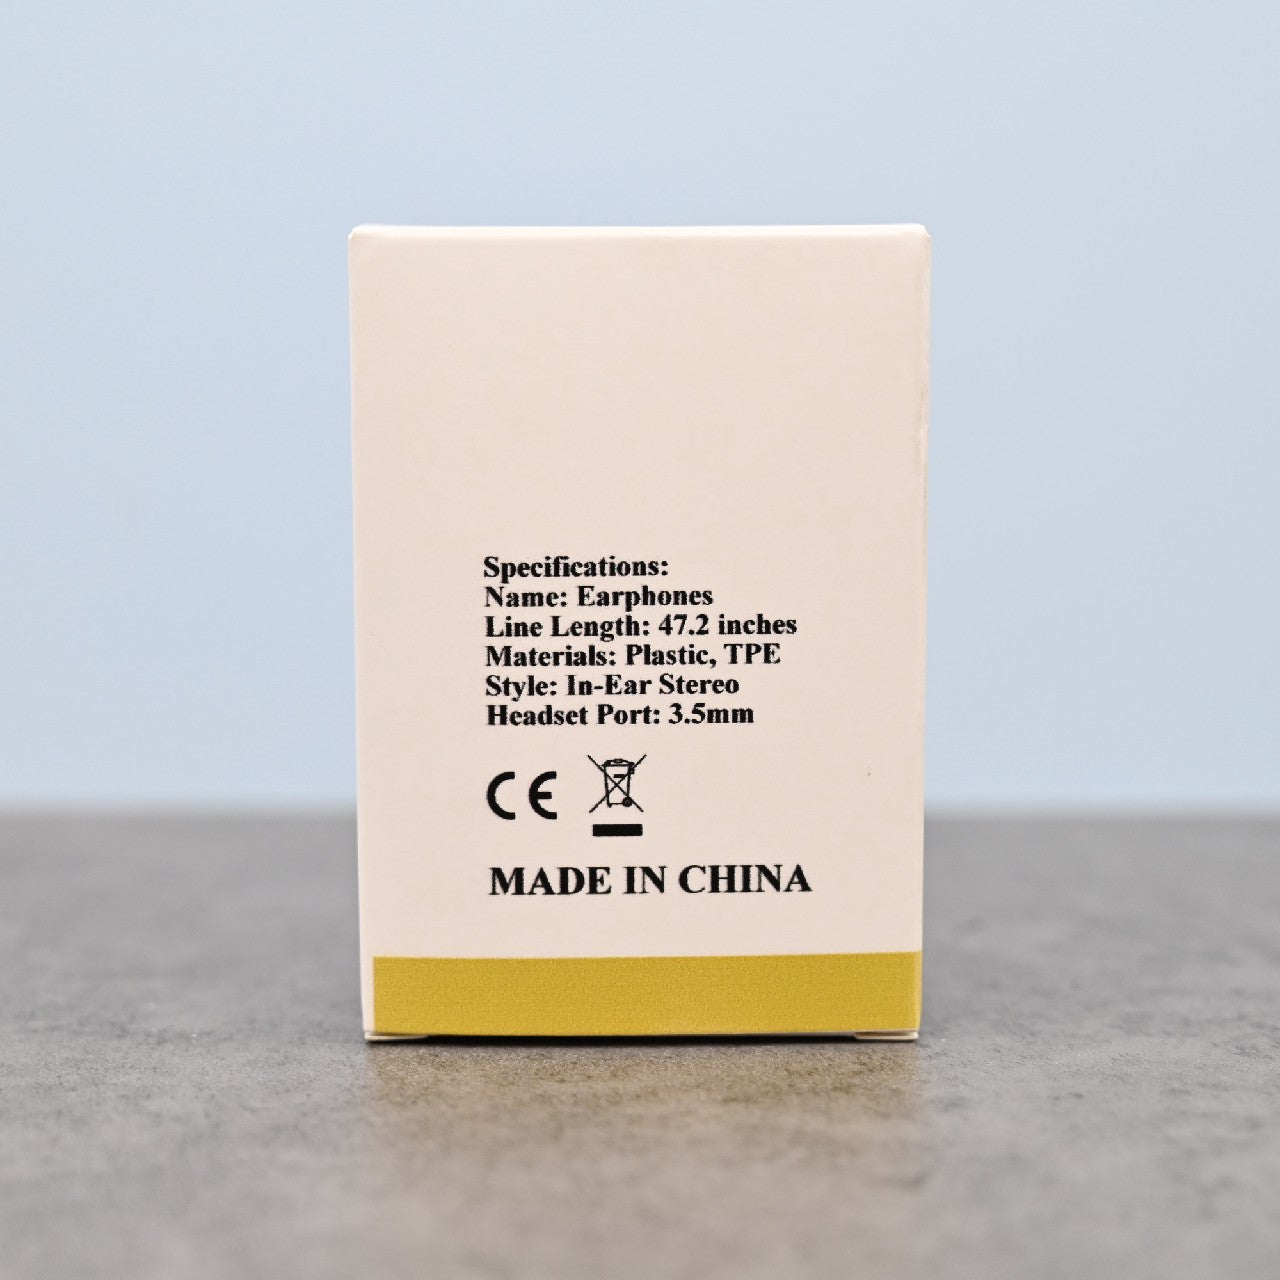 Specifications:
Name: Earphones
Line Length: 47.2 inches
Materials: Plastic, TPE
Style: In-Ear Stereo
Headset Port: 3.5mm
CE
MADE IN CHINA